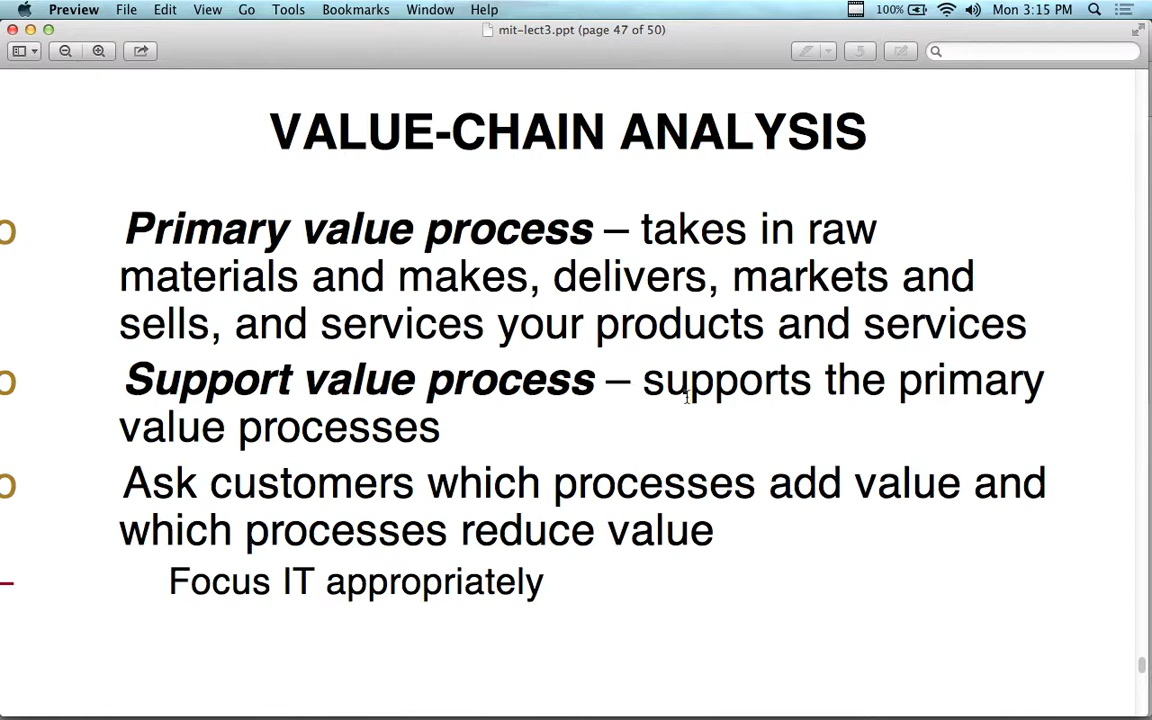 Preview File Edit View Go Tools Bookmarks Window Help 100% Mon 3:15 PM
mit-lect3.ppt (page 47 of 50)
VALUE-CHAIN ANALYSIS
o Primary value process – takes in raw
materials and makes, delivers, markets and
sells, and services your products and services
o Support value process – supports the primary
value processes
o Ask customers which processes add value and
which processes reduce value
– Focus IT appropriately